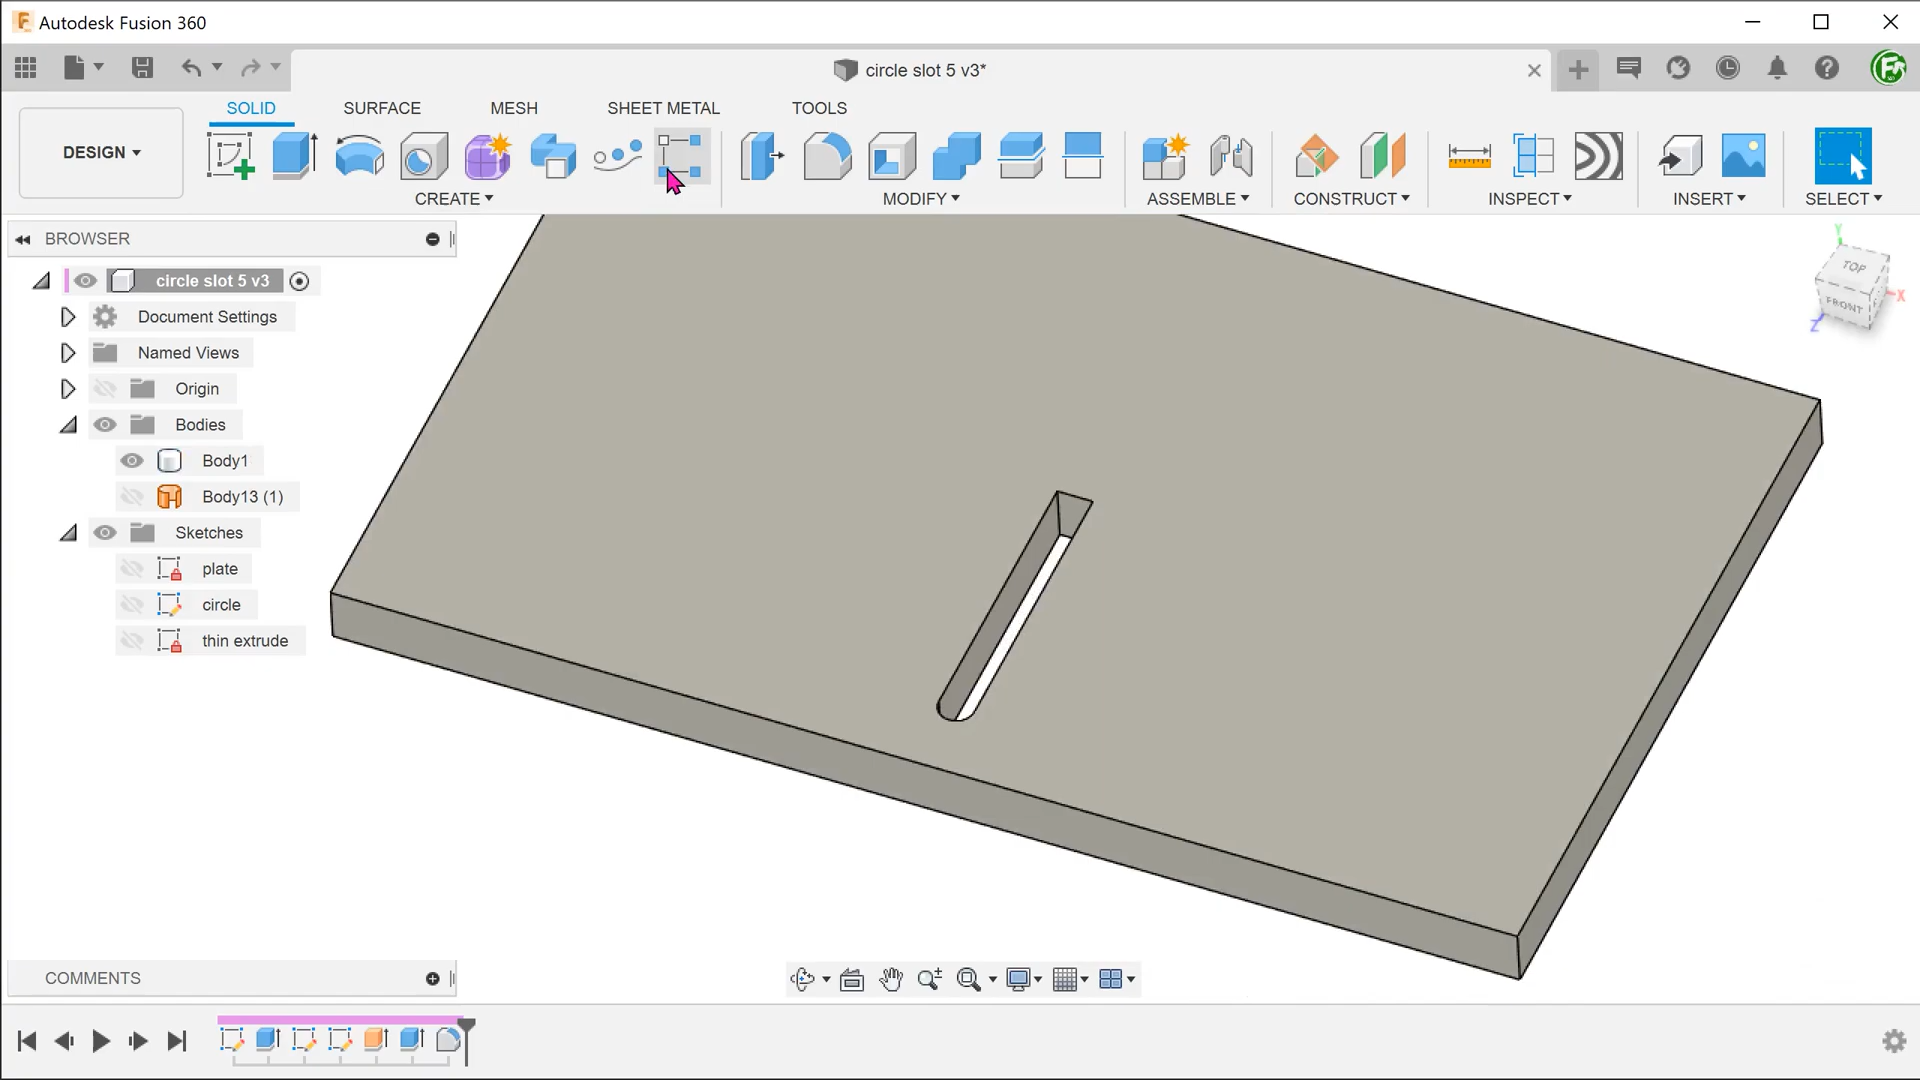 Autodesk Fusion 360
circle slot 5 v3*
SOLID SURFACE MESH SHEET METAL TOOLS
DESIGN
CREATE MODIFY ASSEMBLE CONSTRUCT INSPECT INSERT SELECT
BROWSER
circle slot 5 v3
Document Settings
Named Views
Origin
Bodies
Body1
Body13 (1)
Sketches
plate
circle
thin extrude
Y
TOP
FRONT
X
Z
COMMENTS